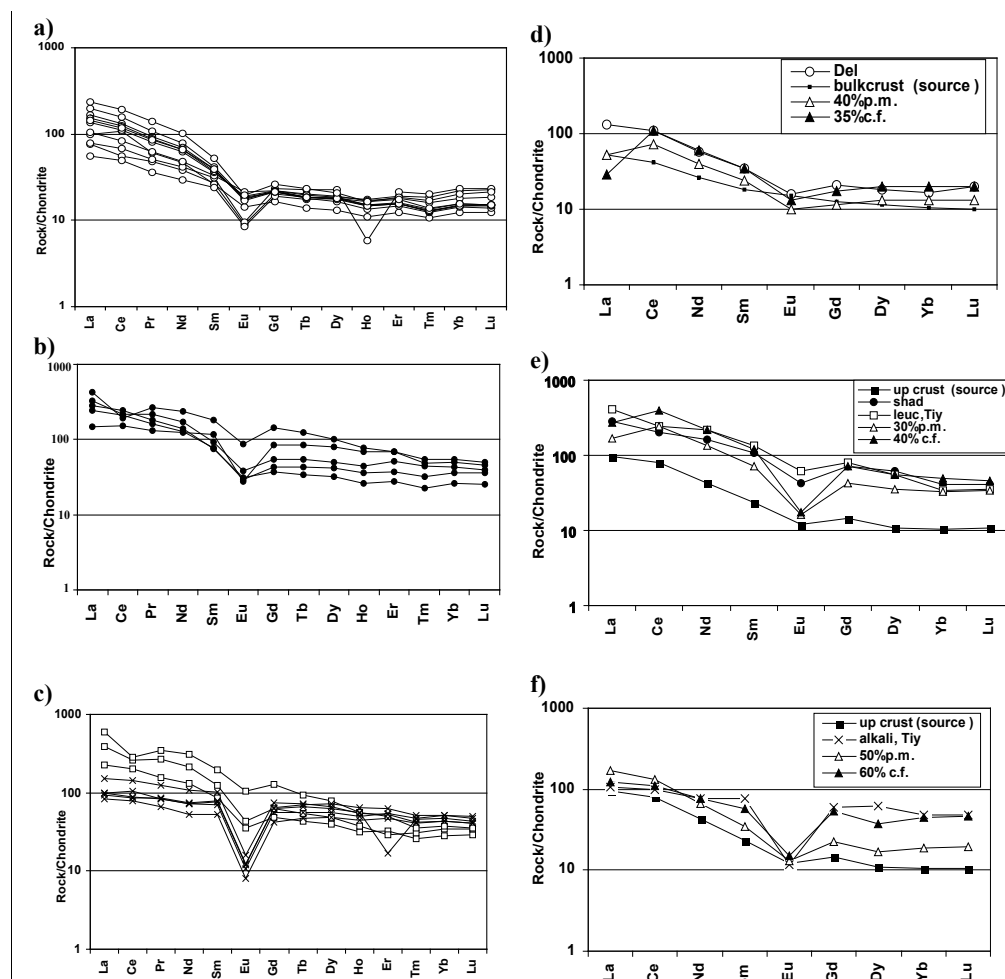 a)
1000
100
10
1
Rock/Chondrite
La Ce Pr Nd Sm Eu Gd Tb Dy Ho Er Tm Yb Lu
b)
1000
100
10
1
Rock/Chondrite
La Ce Pr Nd Sm Eu Gd Tb Dy Ho Er Tm Yb Lu
c)
1000
100
10
1
Rock/Chondrite
La Ce Pr Nd Sm Eu Gd Tb Dy Ho Er Tm Yb Lu
d)
1000
100
10
1
Rock/Chondrite
Del
bulkcrust (source )
40%p.m.
35%c.f.
La Ce Nd Sm Eu Gd Dy Yb Lu
e)
1000
100
10
1
Rock/Chondrite
up crust (source )
shad
leuc,Tiy
30%p.m.
40% c.f.
La Ce Nd Sm Eu Gd Dy Yb Lu
f)
1000
100
10
1
Rock/Chondrite
up crust (source )
alkali, Tiy
50%p.m.
60% c.f.
La Ce Nd Sm Eu Gd Dy Yb Lu